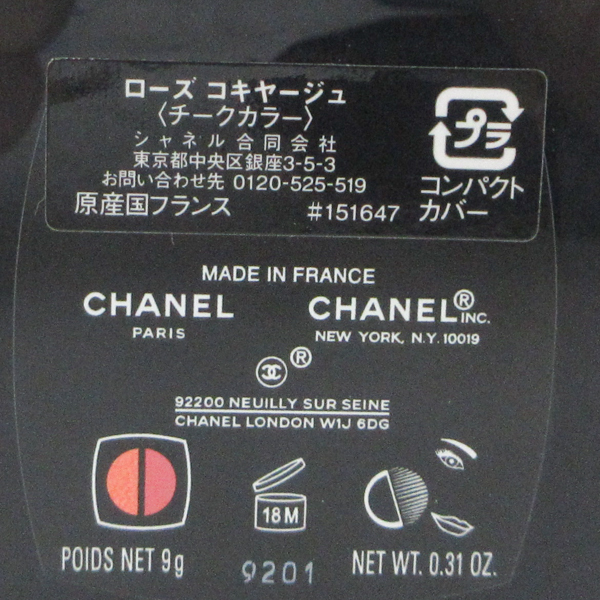 ローズ コキヤージュ
〈チークカラー〉
シャネル合同会社
東京都中央区銀座3-5-3
お問い合わせ先 0120-525-519
原産国フランス #151647
プラ
コンパクト
カバー
MADE IN FRANCE
CHANEL
PARIS
CHANEL® INC.
NEW YORK, N.Y. 10019
®
92200 NEUILLY SUR SEINE
CHANEL LONDON W1J 6DG
18M
POIDS NET 9g
9201
NET WT. 0.31 OZ.